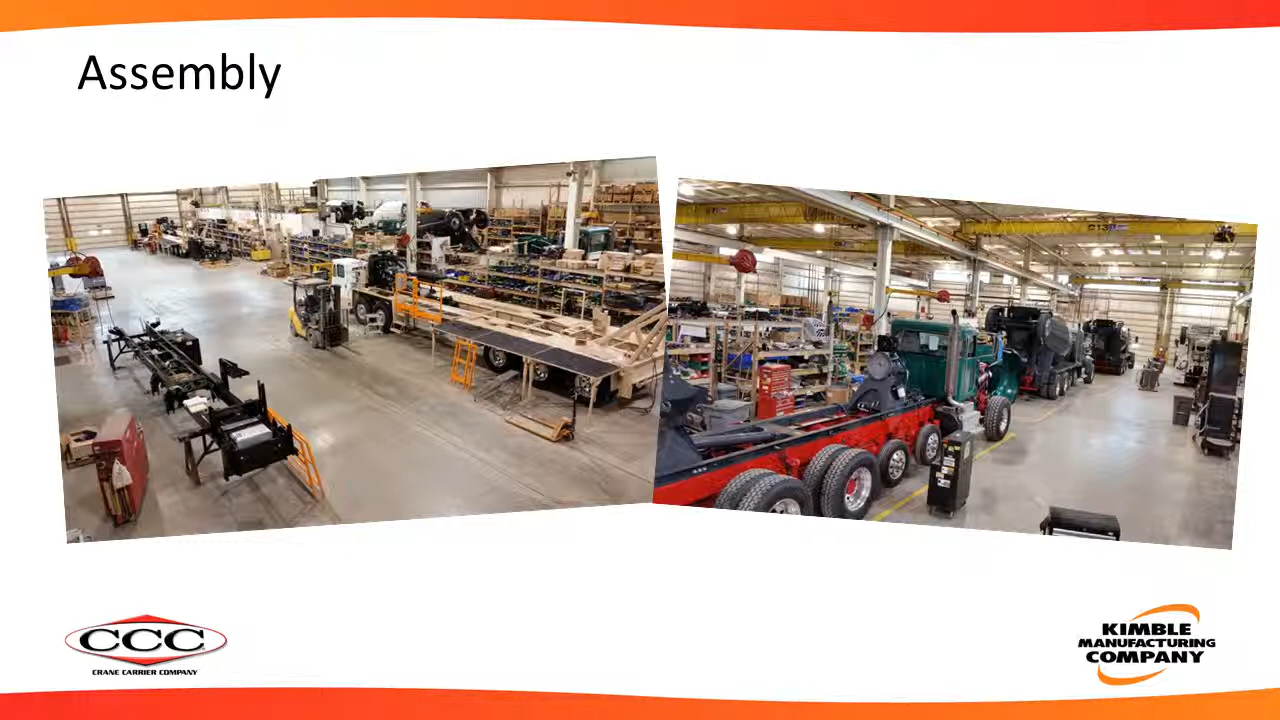 Assembly
CCC
CRANE CARRIER COMPANY
KIMBLE
MANUFACTURING
COMPANY